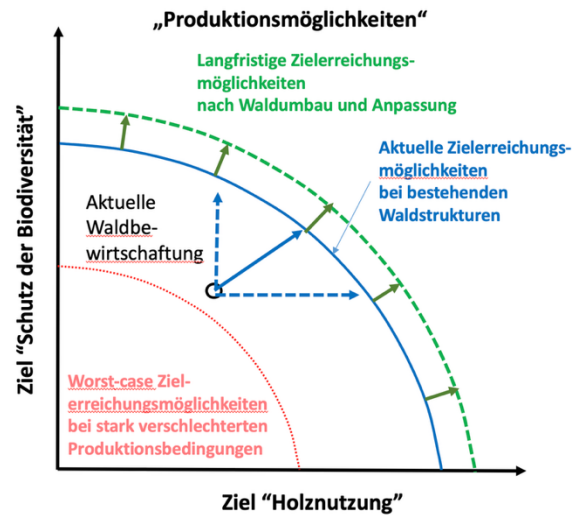 „Produktionsmöglichkeiten“
Langfristige Zielerreichungs-
möglichkeiten
nach Waldumbau und Anpassung
Aktuelle Zielerreichungs-
möglichkeiten
bei bestehenden
Waldstrukturen
Aktuelle
Waldbe-
wirtschaftung
Ziel “Schutz der Biodiversität”
Worst-case Ziel-
erreichungsmöglichkeiten
bei stark verschlechterten
Produktionsbedingungen
Ziel “Holznutzung”